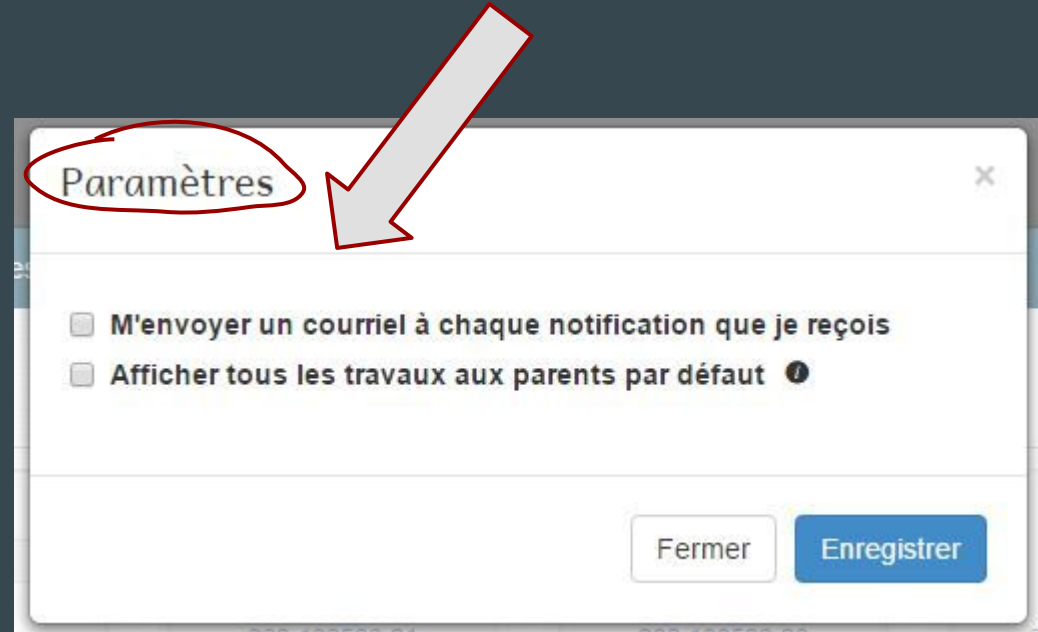 Paramètres
×
es
M'envoyer un courriel à chaque notification que je reçois
Afficher tous les travaux aux parents par défaut
Fermer Enregistrer